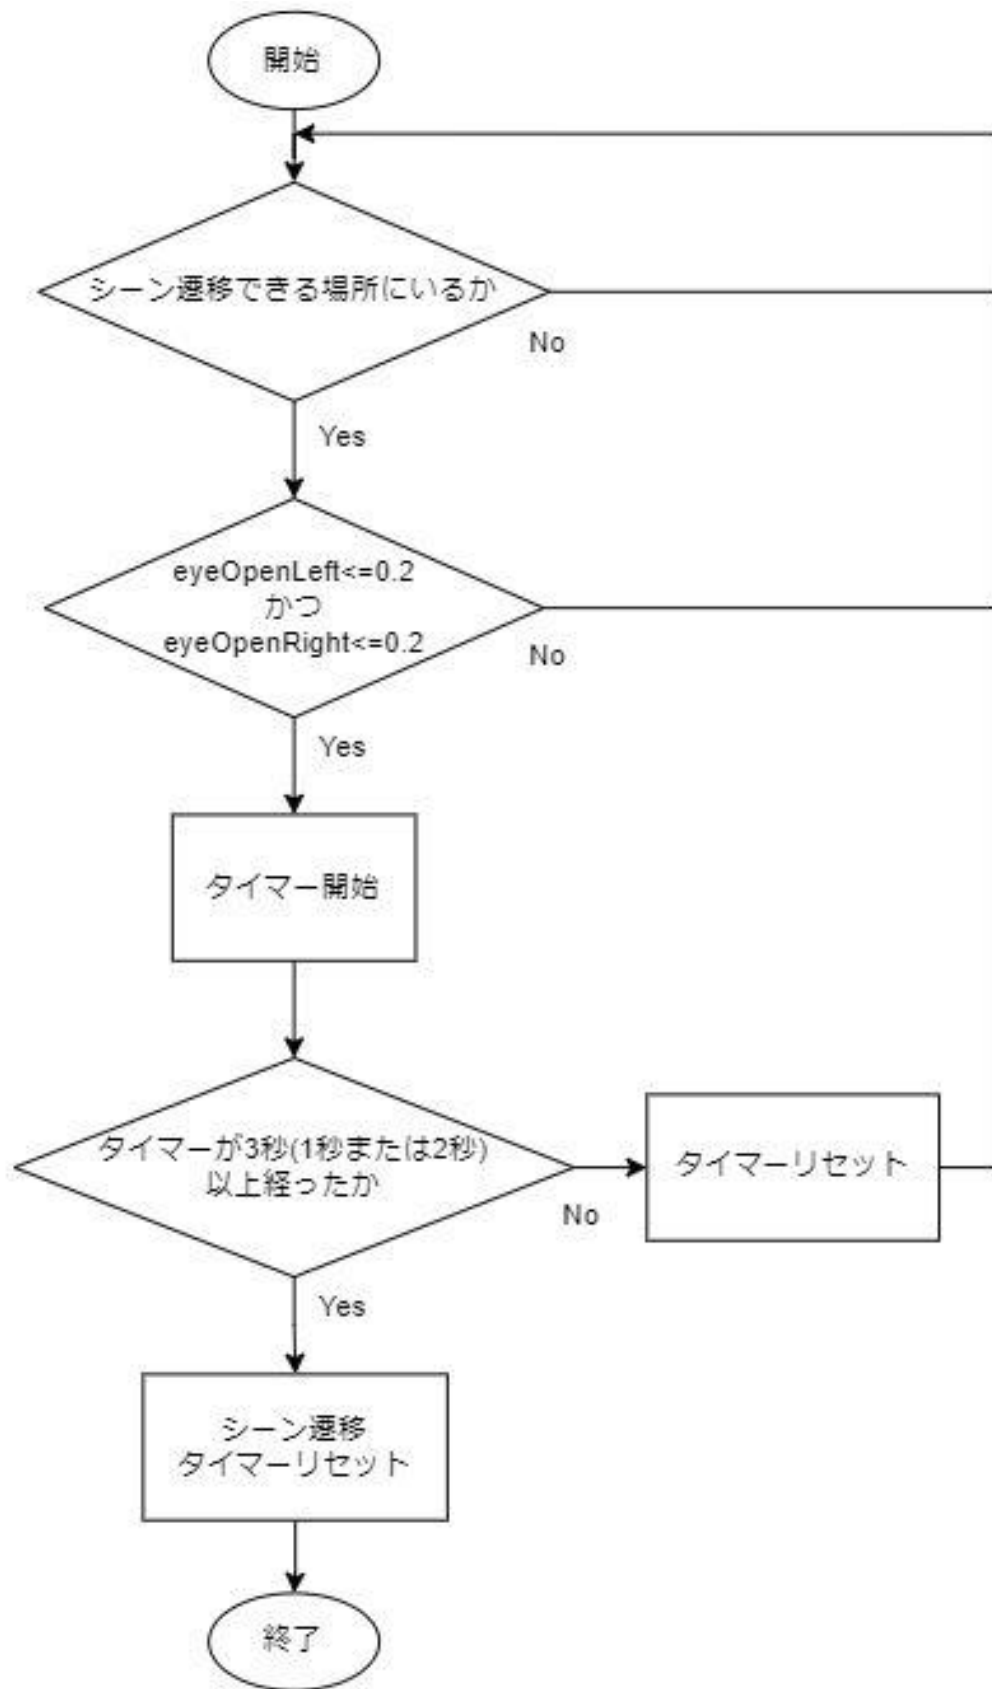 開始
シーン遷移できる場所にいるか
No
Yes
eyeOpenLeft<=0.2
かつ
eyeOpenRight<=0.2
No
Yes
タイマー開始
タイマーが3秒(1秒または2秒)
以上経ったか
No
タイマーリセット
Yes
シーン遷移
タイマーリセット
終了